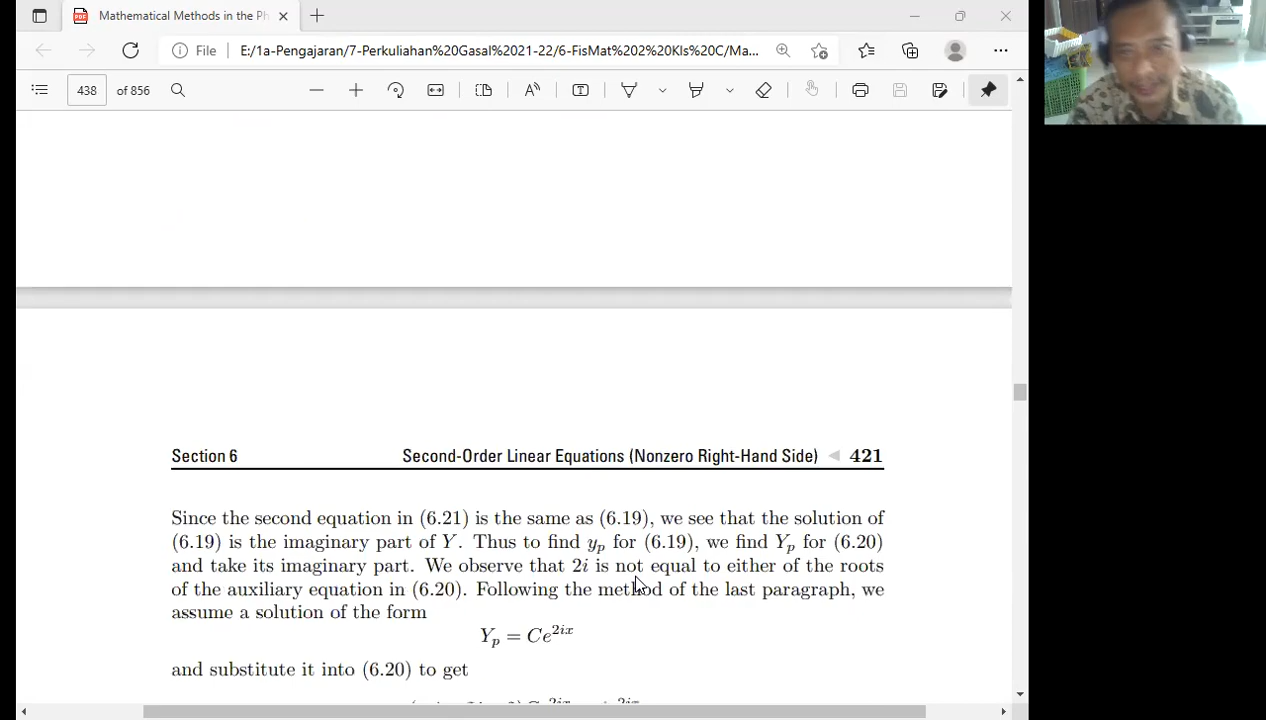 Mathematical Methods in the Ph
File E:/1a-Pengajaran/7-Perkuliahan%20Gasal%2021-22/6-FisMat%202%20Kls%20C/Ma...
438 of 856
Section 6 Second-Order Linear Equations (Nonzero Right-Hand Side) 421
Since the second equation in (6.21) is the same as (6.19), we see that the solution of
(6.19) is the imaginary part of Y. Thus to find yp for (6.19), we find Yp for (6.20)
and take its imaginary part. We observe that 2i is not equal to either of the roots
of the auxiliary equation in (6.20). Following the method of the last paragraph, we
assume a solution of the form
Yp = Ce^2ix
and substitute it into (6.20) to get